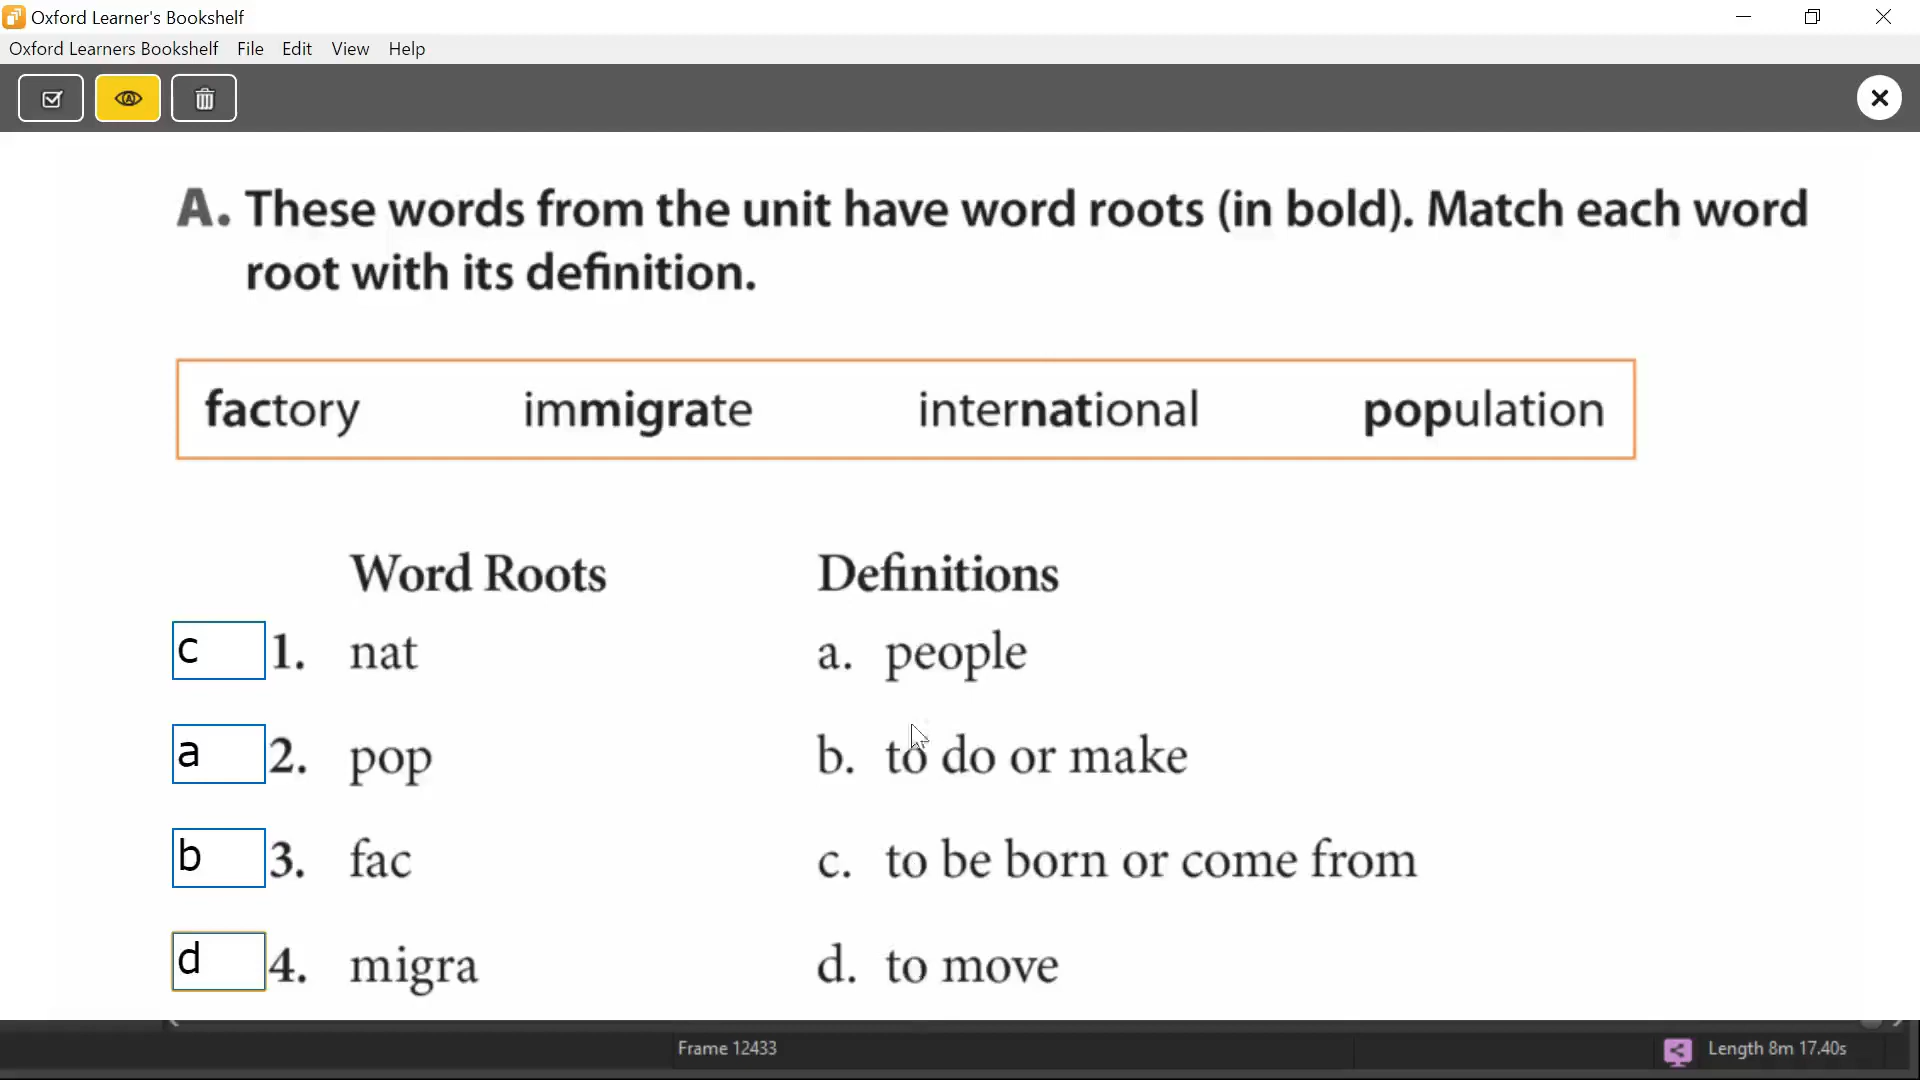 Oxford Learner's Bookshelf
Oxford Learners Bookshelf File Edit View Help
A. These words from the unit have word roots (in bold). Match each word
root with its definition.
factory immigrate international population
Word Roots Definitions
c 1. nat a. people
a 2. pop b. to do or make
b 3. fac c. to be born or come from
d 4. migra d. to move
Frame 12433 Length 8m 17.40s